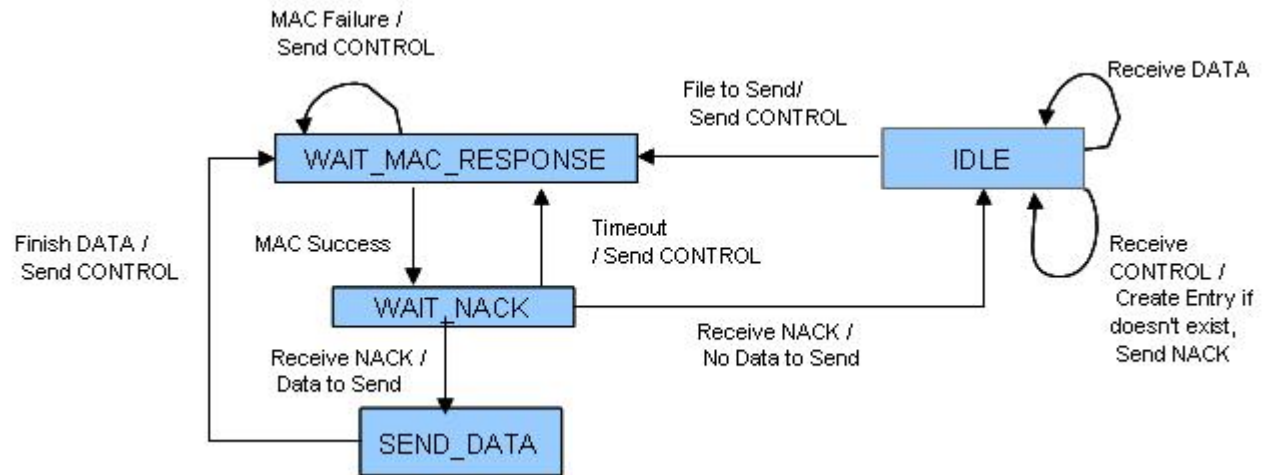 MAC Failure /
Send CONTROL
File to Send/
Send CONTROL
Receive DATA
WAIT_MAC_RESPONSE
IDLE
Finish DATA /
Send CONTROL
MAC Success
Timeout
/ Send CONTROL
Receive
CONTROL /
Create Entry if
doesn't exist,
Send NACK
WAIT_NACK
Receive NACK /
Data to Send
Receive NACK /
No Data to Send
SEND_DATA